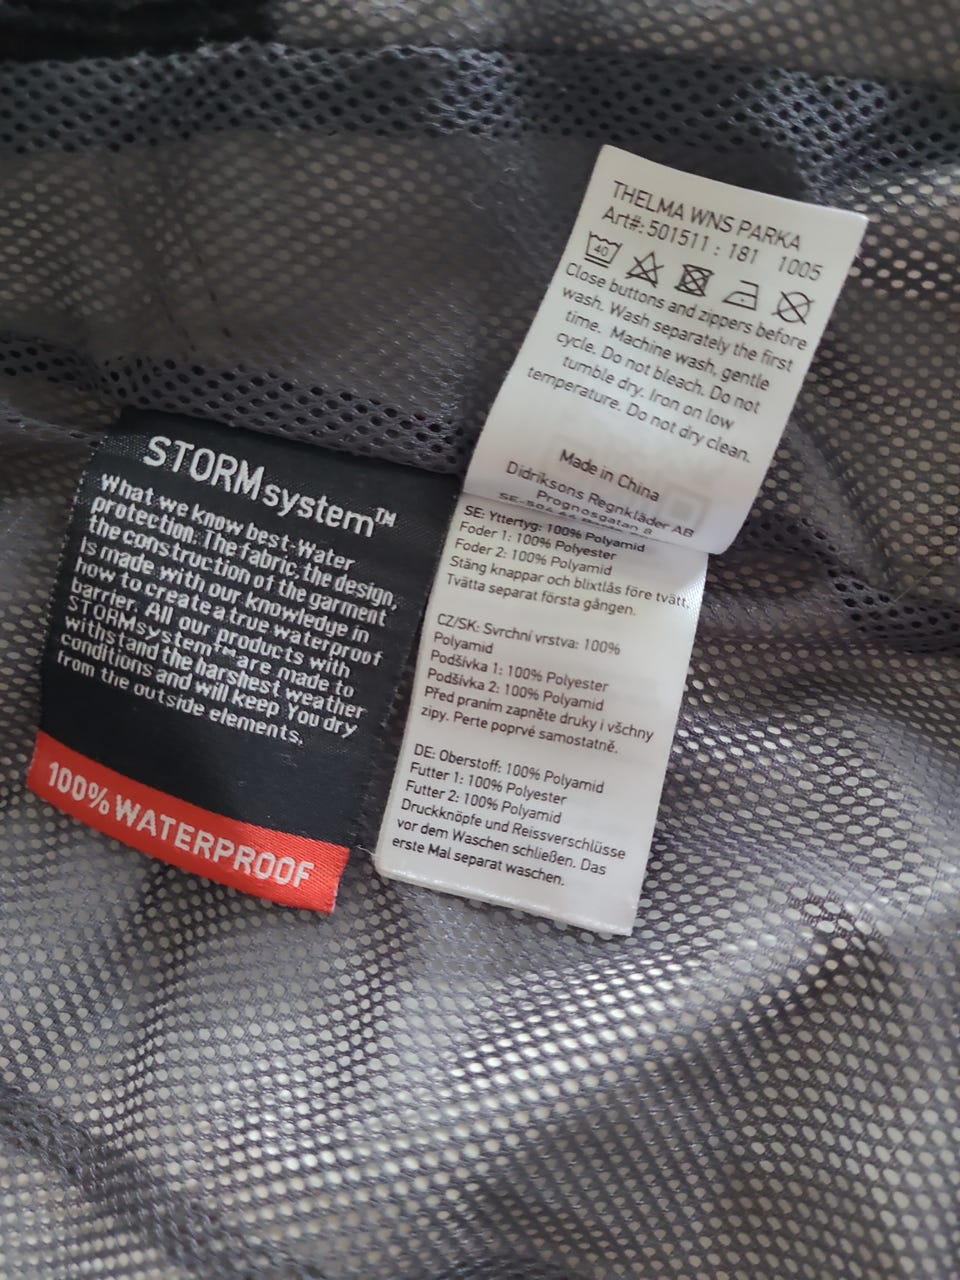 THELMA WNS PARKA
Art#: 501511 : 181 1005
40
Close buttons and zippers before
wash. Wash separately the first
time. Machine wash, gentle
cycle. Do not bleach. Do not
tumble dry. Iron on low
temperature. Do not dry clean.
Made in China
Didriksons Regnkläder AB
Prognosgatan 8
SE: Yttertyg: 100% Polyamid
Foder 1: 100% Polyester
Foder 2: 100% Polyamid
Stäng knappar och blixtlås före tvätt.
Tvätta separat första gången.
CZ/SK: Svrchní vrstva: 100%
Polyamid
Podšívka 1: 100% Polyester
Podšívka 2: 100% Polyamid
Před praním zapněte druky i všchny
zipy. Perte poprvé samostatně.
DE: Oberstoff: 100% Polyamid
Futter 1: 100% Polyester
Futter 2: 100% Polyamid
Druckknöpfe und Reissverschlüsse
vor dem Waschen schließen. Das
erste Mal separat waschen.
STORMsystem™
What we know best-Water
protection. The fabric, the design,
the construction of the garment
is made with our knowledge in
how to create a true waterproof
barrier. All our products with
STORMsystem™ are made to
withstand the harshest weather
conditions and will keep You dry
from the outside elements.
100% WATERPROOF